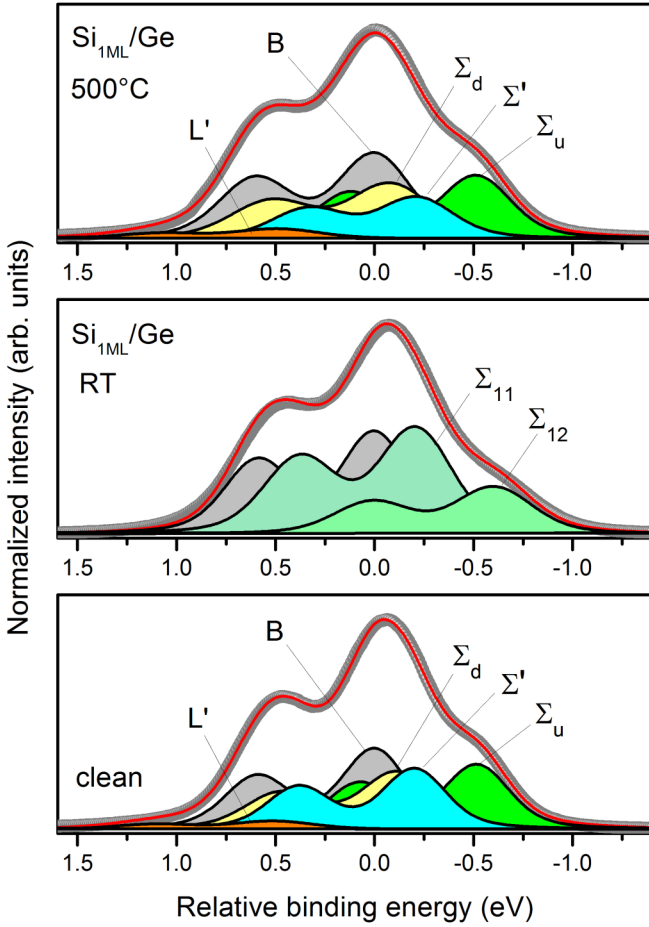 Normalized intensity (arb. units)
Si1ML/Ge
500°C
B
Σd
Σ'
Σu
L'
1.5 1.0 0.5 0.0 -0.5 -1.0
Si1ML/Ge
RT
Σ11
Σ12
1.5 1.0 0.5 0.0 -0.5 -1.0
B
Σd
Σ'
Σu
L'
clean
1.5 1.0 0.5 0.0 -0.5 -1.0
Relative binding energy (eV)